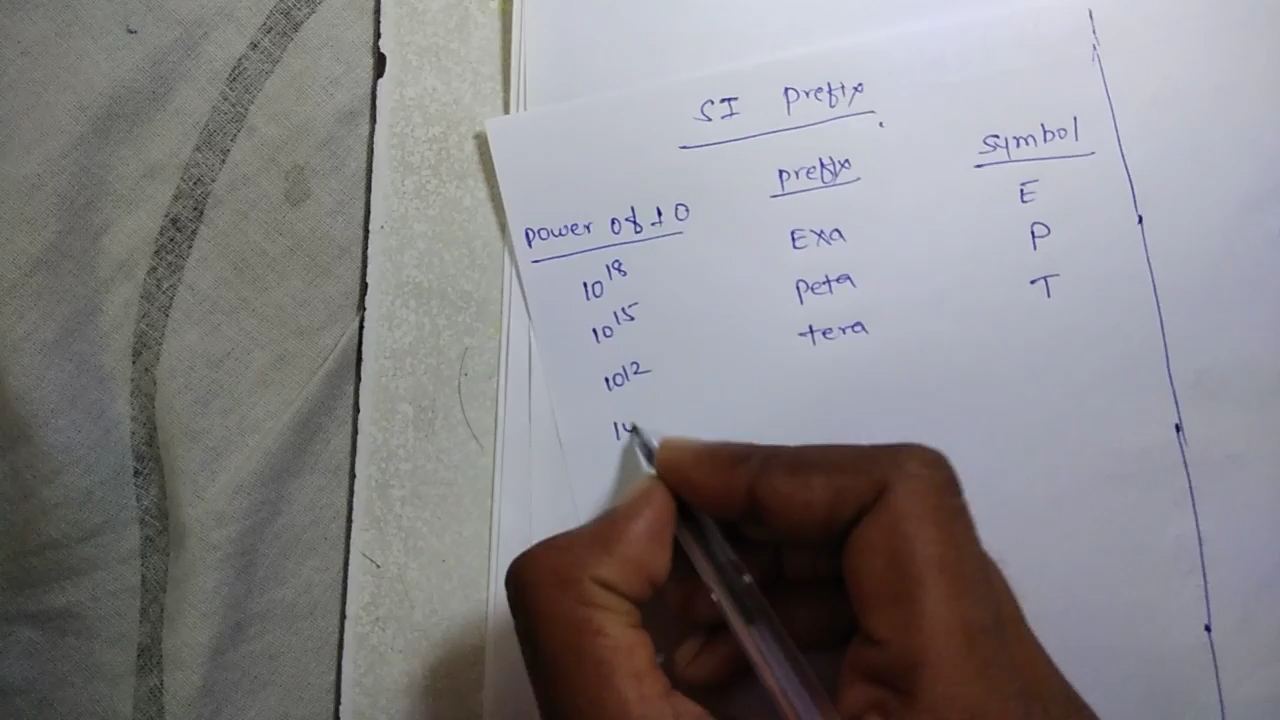 SI prefix
power of 10 prefix symbol
10^18 Exa E
10^15 peta P
10^12 tera T